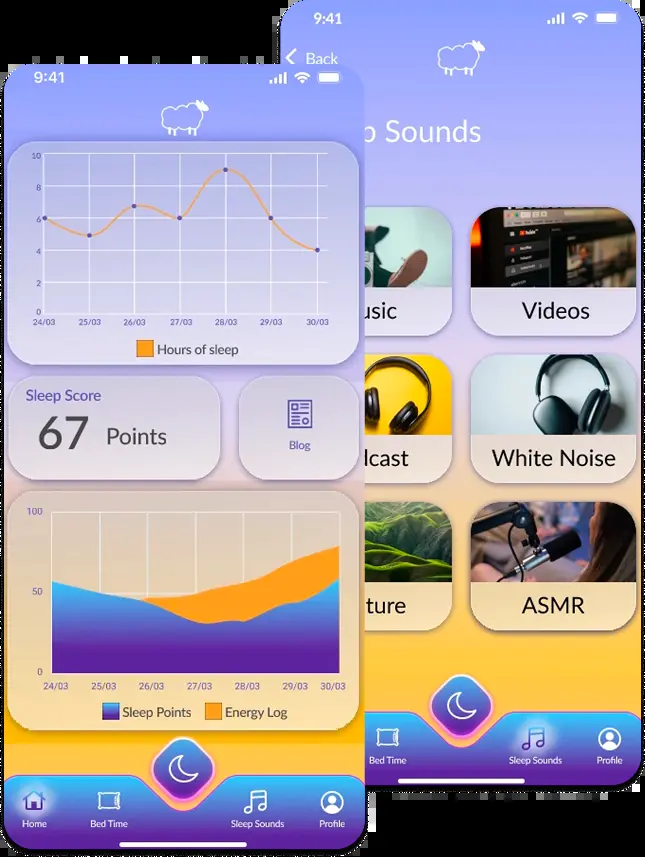 9:41
10
8
6
4
2
0
24/03 25/03 26/03 27/03 28/03 29/03 30/03
Hours of sleep
Sleep Score
67 Points
Blog
100
50
0
24/03 25/03 26/03 27/03 28/03 29/03 30/03
Sleep Points Energy Log
Home Bed Time Sleep Sounds Profile
9:41
Back
p Sounds
usic Videos
lcast White Noise
ture ASMR
Bed Time Sleep Sounds Profile